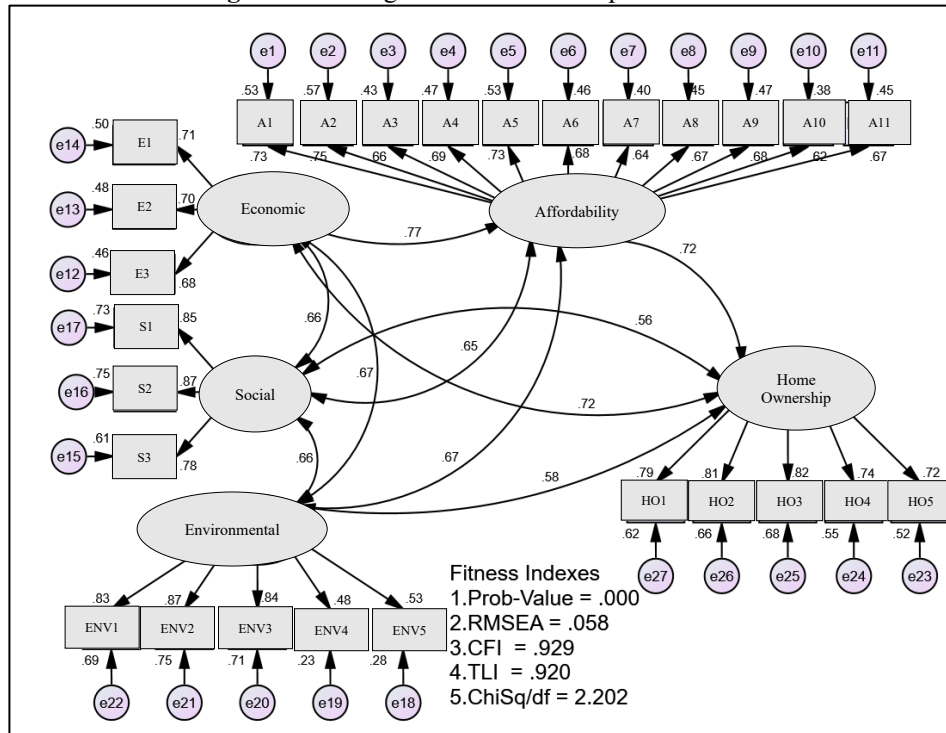 e1 e2 e3 e4 e5 e6 e7 e8 e9 e10 e11
.53 .57 .43 .47 .53 .46 .40 .45 .47 .38 .45
A1 A2 A3 A4 A5 A6 A7 A8 A9 A10 A11
.73 .75 .66 .69 .73 .68 .64 .67 .68 .62 .67
e14 .50 E1 .71
e13 .48 E2 .70
e12 .46 E3 .68
Economic
Affordability
.77
.72
e17 .73 S1 .85
e16 .75 S2 .87
e15 .61 S3 .78
Social
.66
.67
.65
.56
.72
.66
.67
.58
Home
Ownership
.79 .81 .82 .74 .72
HO1 HO2 HO3 HO4 HO5
.62 .66 .68 .55 .52
e27 e26 e25 e24 e23
Environmental
.83 .87 .84 .48 .53
ENV1 ENV2 ENV3 ENV4 ENV5
.69 .75 .71 .23 .28
e22 e21 e20 e19 e18
Fitness Indexes
1.Prob-Value = .000
2.RMSEA = .058
3.CFI = .929
4.TLI = .920
5.ChiSq/df = 2.202